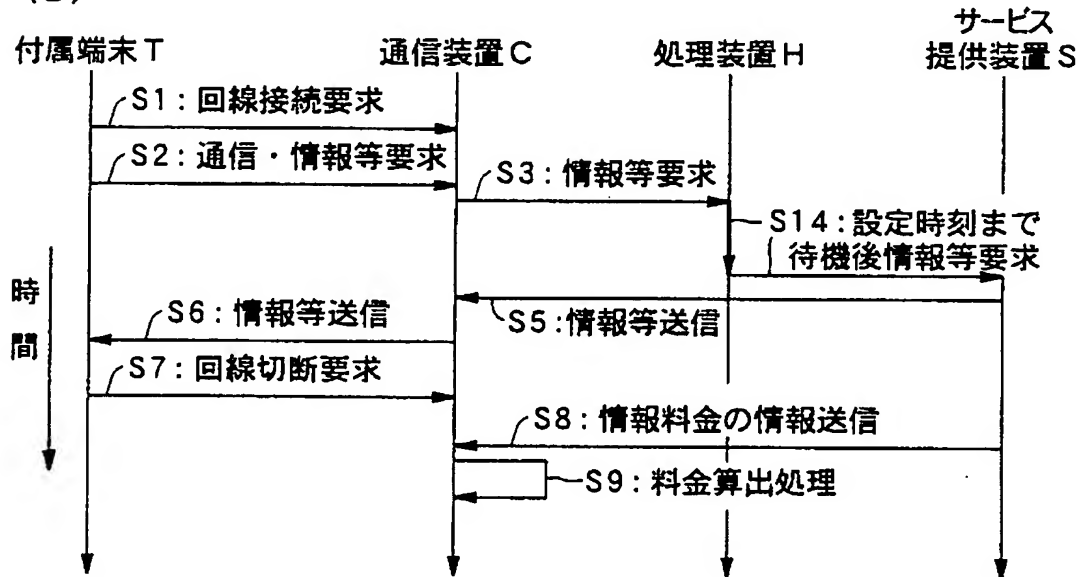 サービス
付属端末T
通信装置C
処理装置H
提供装置S
S1：回線接続要求
S2：通信・情報等要求
S3：情報等要求
S14：設定時刻まで
待機後情報等要求
時
間
S6：情報等送信
S5：情報等送信
S7：回線切断要求
S8：情報料金の情報送信
S9：料金算出処理